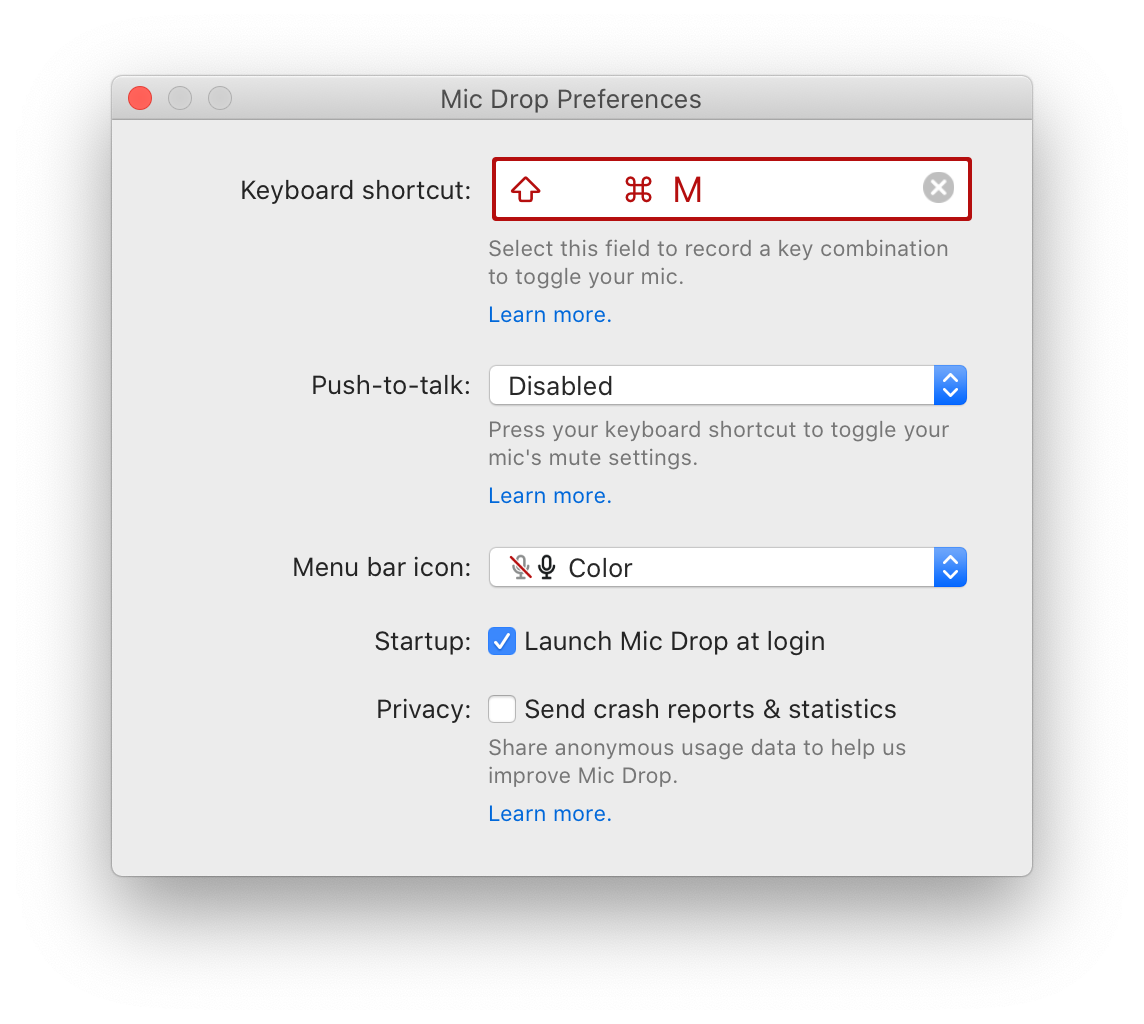 Mic Drop Preferences
Keyboard shortcut: ⇧ ⌘ M
Select this field to record a key combination
to toggle your mic.
Learn more.
Push-to-talk: Disabled
Press your keyboard shortcut to toggle your
mic's mute settings.
Learn more.
Menu bar icon: Color
Startup: Launch Mic Drop at login
Privacy: Send crash reports & statistics
Share anonymous usage data to help us
improve Mic Drop.
Learn more.